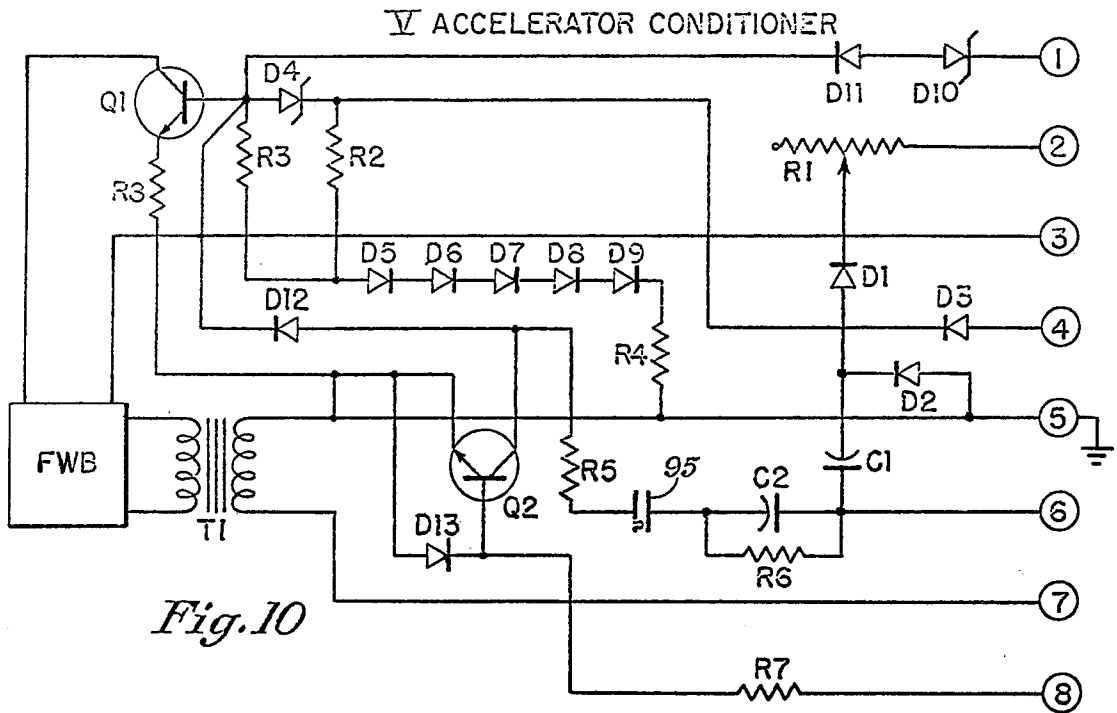 V ACCELERATOR CONDITIONER
D4
Q1
R3
R3
R2
D11
D10
1
R1
2
3
D5
D6
D7
D8
D9
D1
D12
D3
4
R4
D2
5
FWB
T1
Q2
R5
95
C2
C1
6
D13
R6
7
Fig.10
R7
8